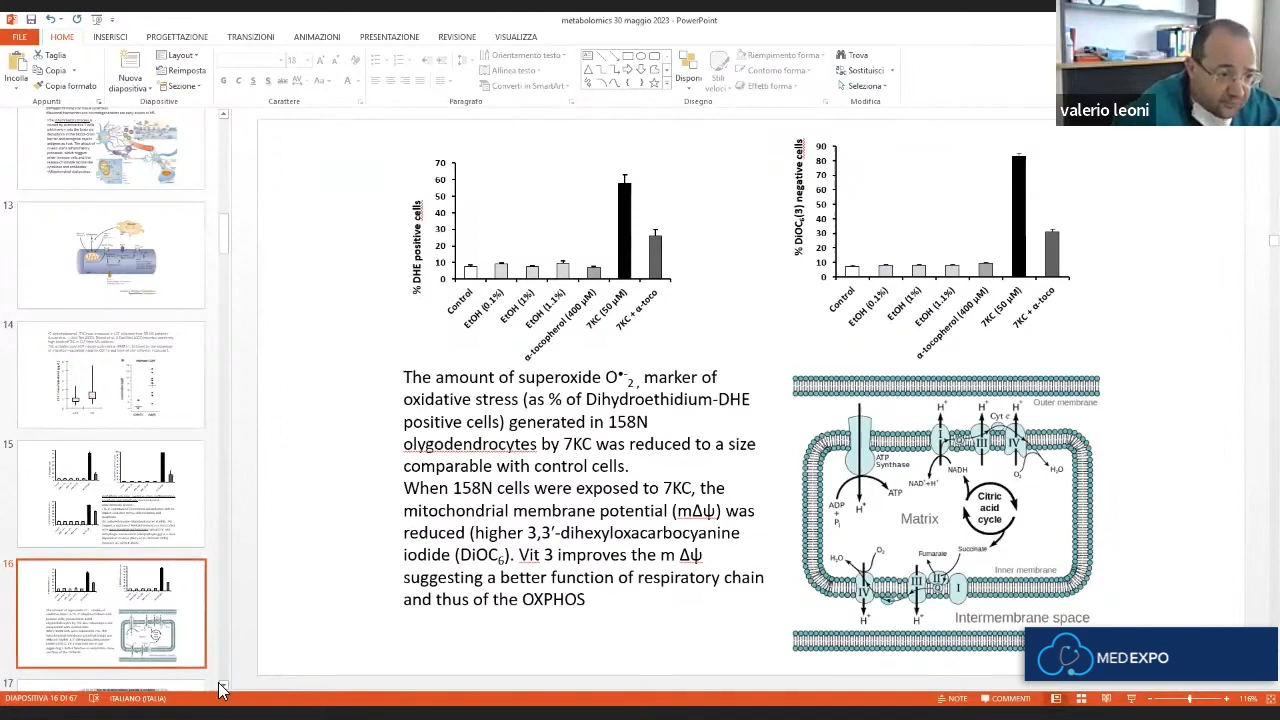 metabolomics 30 maggio 2023 - PowerPoint
FILE HOME INSERISCI PROGETTAZIONE TRANSIZIONI ANIMAZIONI PRESENTAZIONE REVISIONE VISUALIZZA
Incolla
Taglia
Copia
Copia formato
Appunti
Nuova diapositiva
Layout
Reimposta
Sezione
Diapositive
18
G C S S abc AV Aa A
Carattere
Orientamento testo
Allinea testo
Converti in SmartArt
Paragrafo
Disponi
Stili veloci
Riempimento forma
Contorno forma
Effetti forma
Disegno
Trova
Sostituisci
Seleziona
Modifica
valerio leoni
13
14
15
16
17
% DHE positive cells
70
60
50
40
30
20
10
0
Control
EtOH (0.1%)
EtOH (1%)
EtOH (1.1%)
α-tocopherol (400 µM)
7KC (50 µM)
7KC + α-toco
% DiOC6(3) negative cells
90
80
70
60
50
40
30
20
10
0
Control
EtOH (0.1%)
EtOH (1%)
EtOH (1.1%)
α-tocopherol (400 µM)
7KC (50 µM)
7KC + α-toco
The amount of superoxide O•-2 , marker of
oxidative stress (as % of Dihydroethidium-DHE
positive cells) generated in 158N
olygodendrocytes by 7KC was reduced to a size
comparable with control cells.
When 158N cells were exposed to 7KC, the
mitochondrial membrane potential (mΔψ) was
reduced (higher 3,3′-dihexyloxacarbocyanine
iodide (DiOC6). Vit 3 improves the m Δψ
suggesting a better function of respiratory chain
and thus of the OXPHOS
Outer membrane
H+ H+ H+
Cyt c
I III IV
ATP Synthase
NADH
NAD++H+
O2
H2O
ATP
ADP
+
H+
Citric acid cycle
Matrix
H2O
O2
Fumarate
Succinate
Inner membrane
IV III II I
H+ H+
Intermembrane space
MEDEXPO
DIAPOSITIVA 16 DI 67 ITALIANO (ITALIA) NOTE COMMENTI 116%